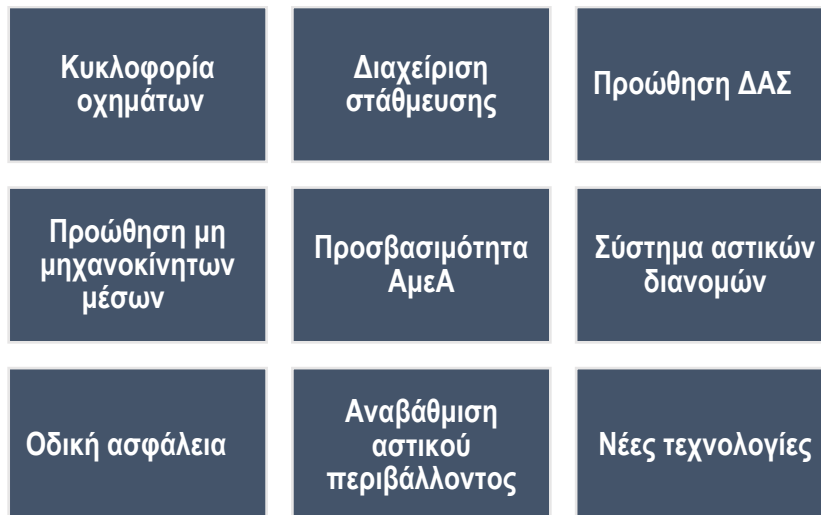 Κυκλοφορία
οχημάτων
Διαχείριση
στάθμευσης
Προώθηση ΔΑΣ
Προώθηση μη
μηχανοκίνητων
μέσων
Προσβασιμότητα
ΑμεΑ
Σύστημα αστικών
διανομών
Οδική ασφάλεια
Αναβάθμιση
αστικού
περιβάλλοντος
Νέες τεχνολογίες